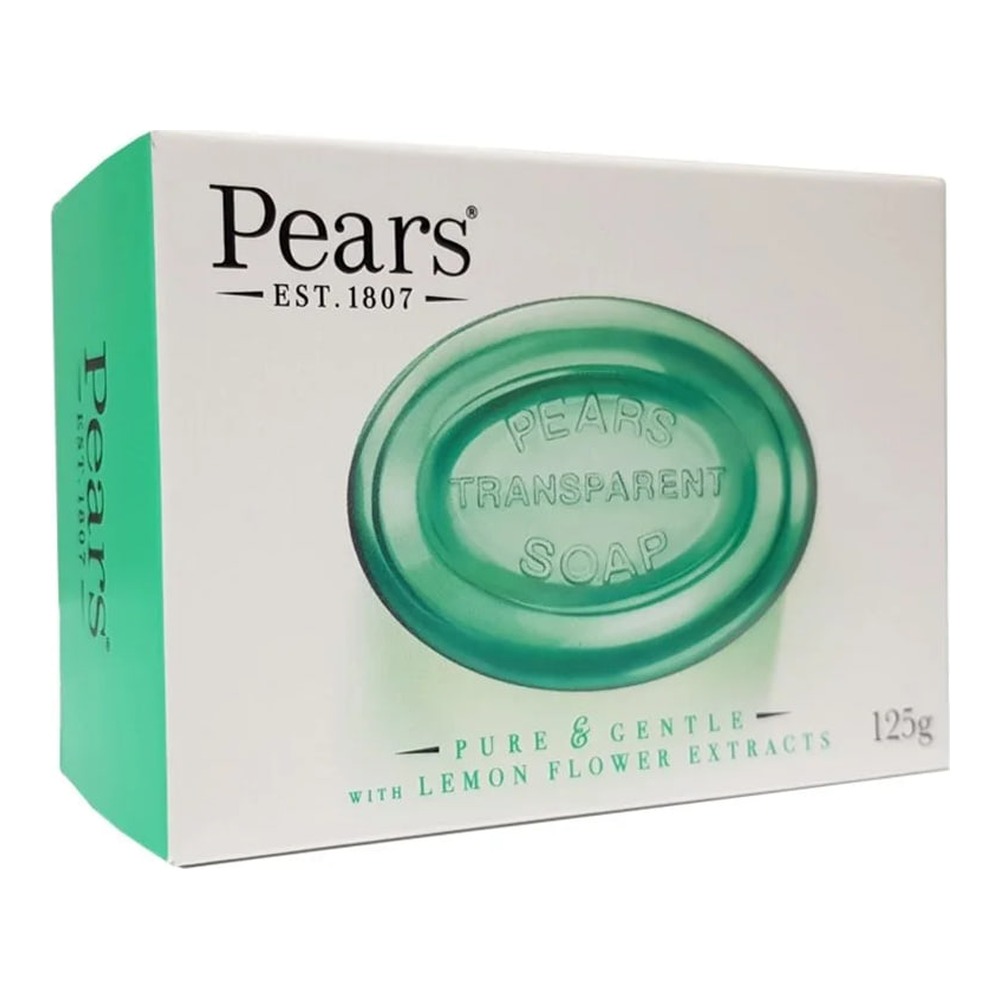 Pears®
EST. 1807
PEARS
TRANSPARENT
SOAP
PURE & GENTLE
WITH LEMON FLOWER EXTRACTS
125g
Pears®
EST. 1807